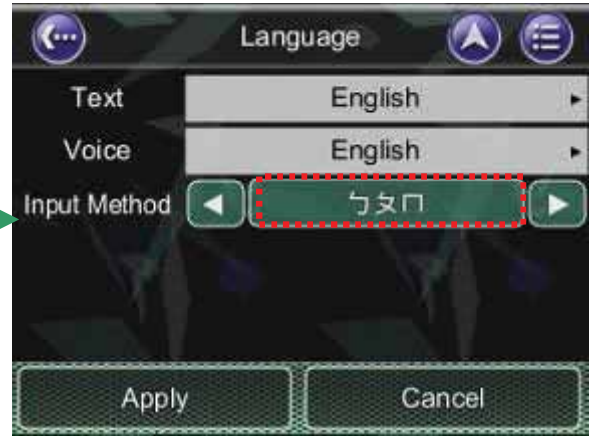 Language
Text English
Voice English
Input Method ㄅㄆㄇ
Apply Cancel